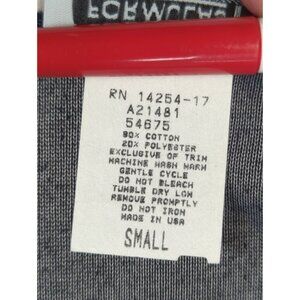 FORMULA
RN 14254-17
A21481
54675
80% COTTON
20% POLYESTER
EXCLUSIVE OF TRIM
MACHINE WASH WARM
GENTLE CYCLE
DO NOT BLEACH
TUMBLE DRY LOW
REMOVE PROMPTLY
DO NOT IRON
MADE IN USA
SMALL